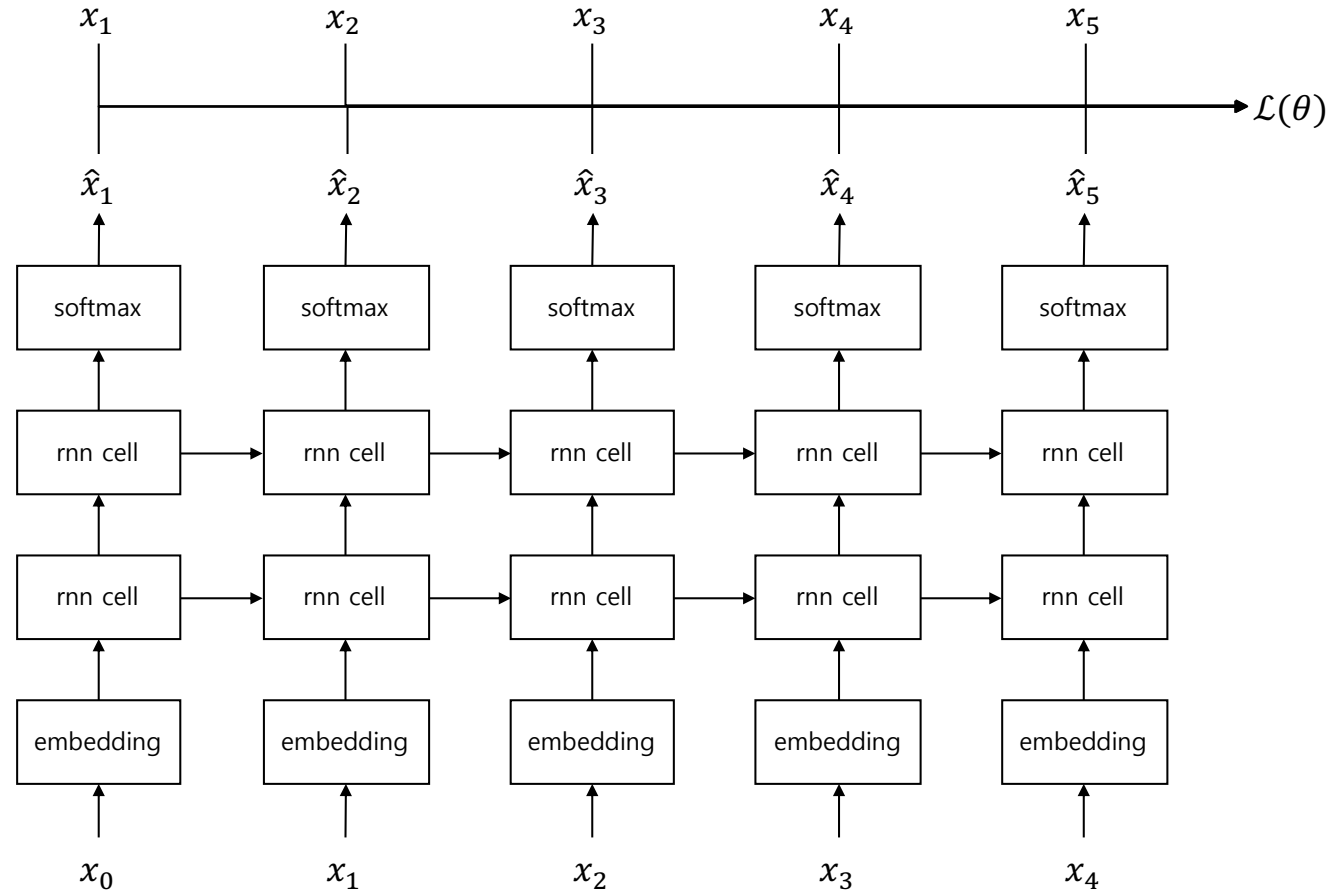 x₁ x₂ x₃ x₄ x₅
ℒ(θ)
x̂₁ x̂₂ x̂₃ x̂₄ x̂₅
softmax softmax softmax softmax softmax
rnn cell rnn cell rnn cell rnn cell rnn cell
rnn cell rnn cell rnn cell rnn cell rnn cell
embedding embedding embedding embedding embedding
x₀ x₁ x₂ x₃ x₄